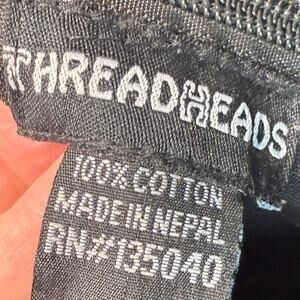 THREADHEADS
100% COTTON
MADE IN NEPAL
RN#135040